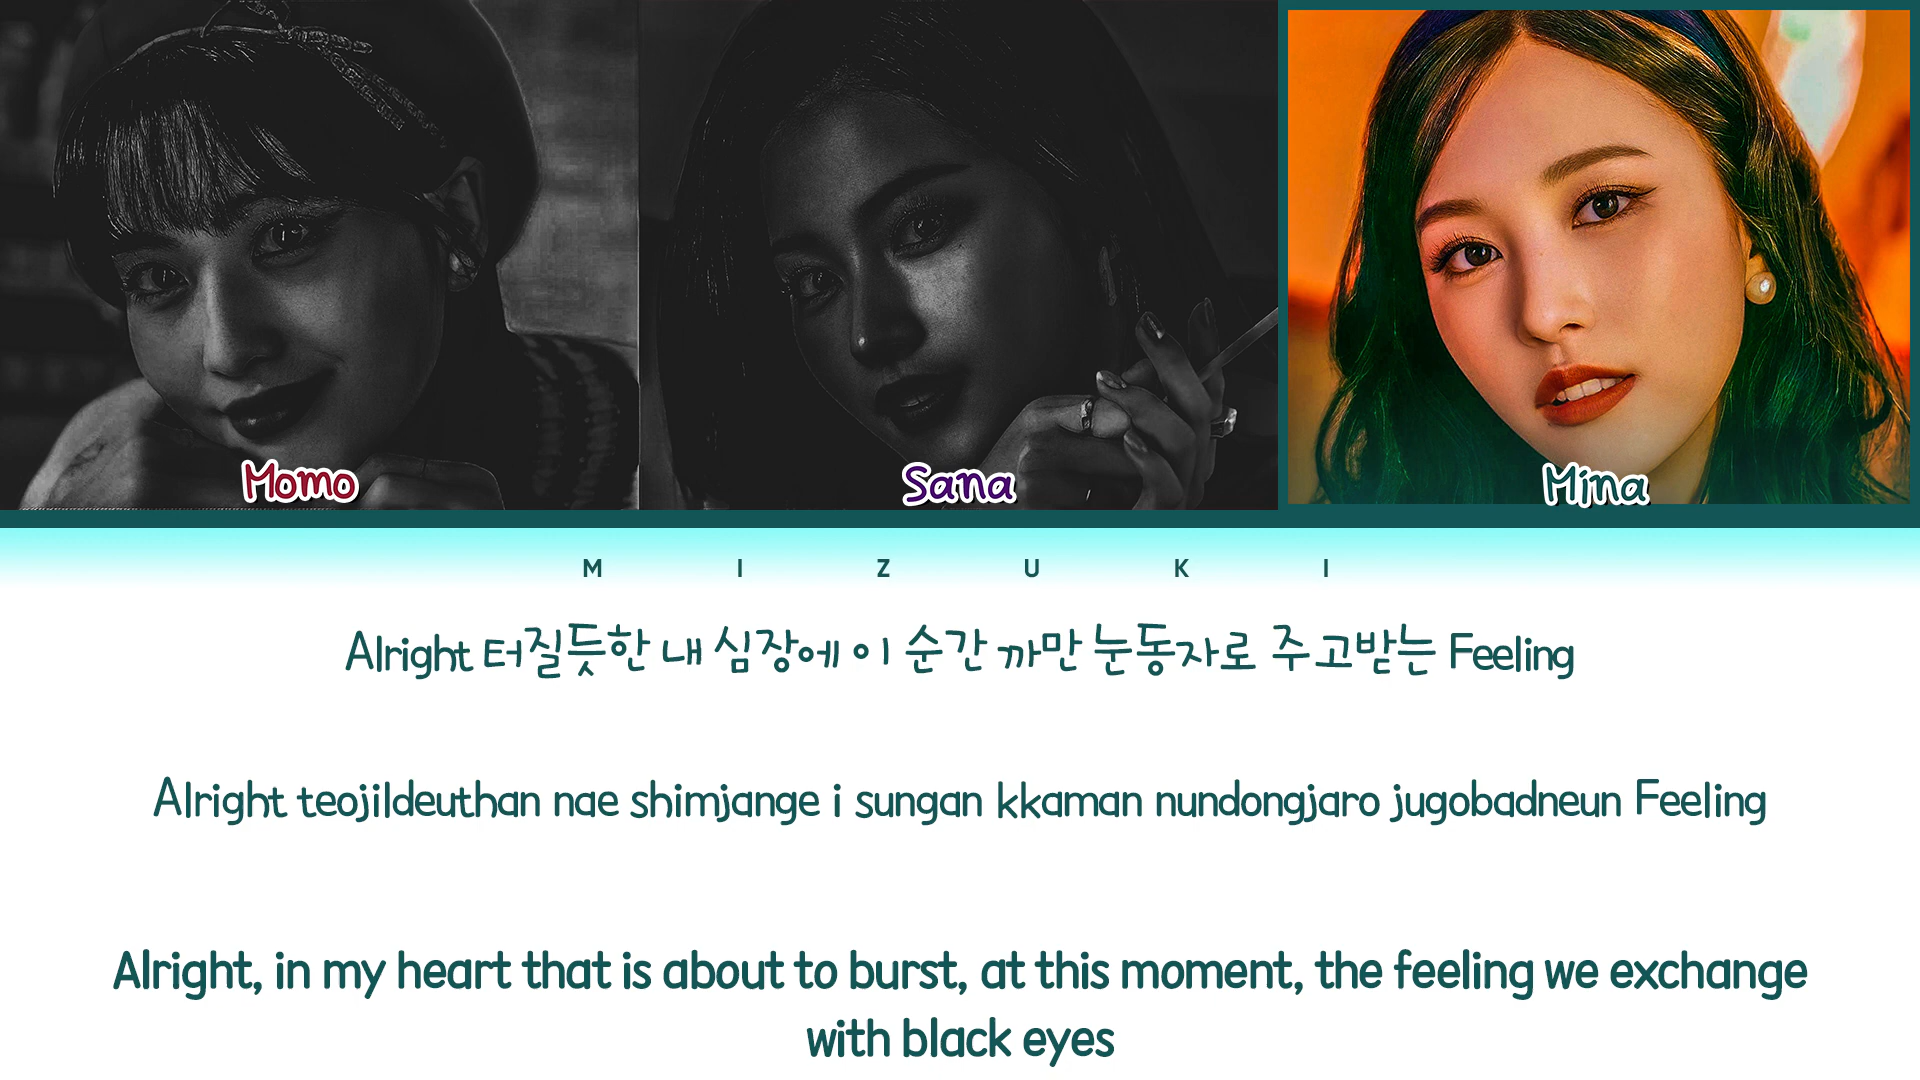 Momo
Sana
Mina
M I Z U K I
Alright 터질듯한 내 심장에 이 순간 까만 눈동자로 주고받는 Feeling
Alright teojildeuthan nae shimjange i sungan kkaman nundongjaro jugobadneun Feeling
Alright, in my heart that is about to burst, at this moment, the feeling we exchange
with black eyes